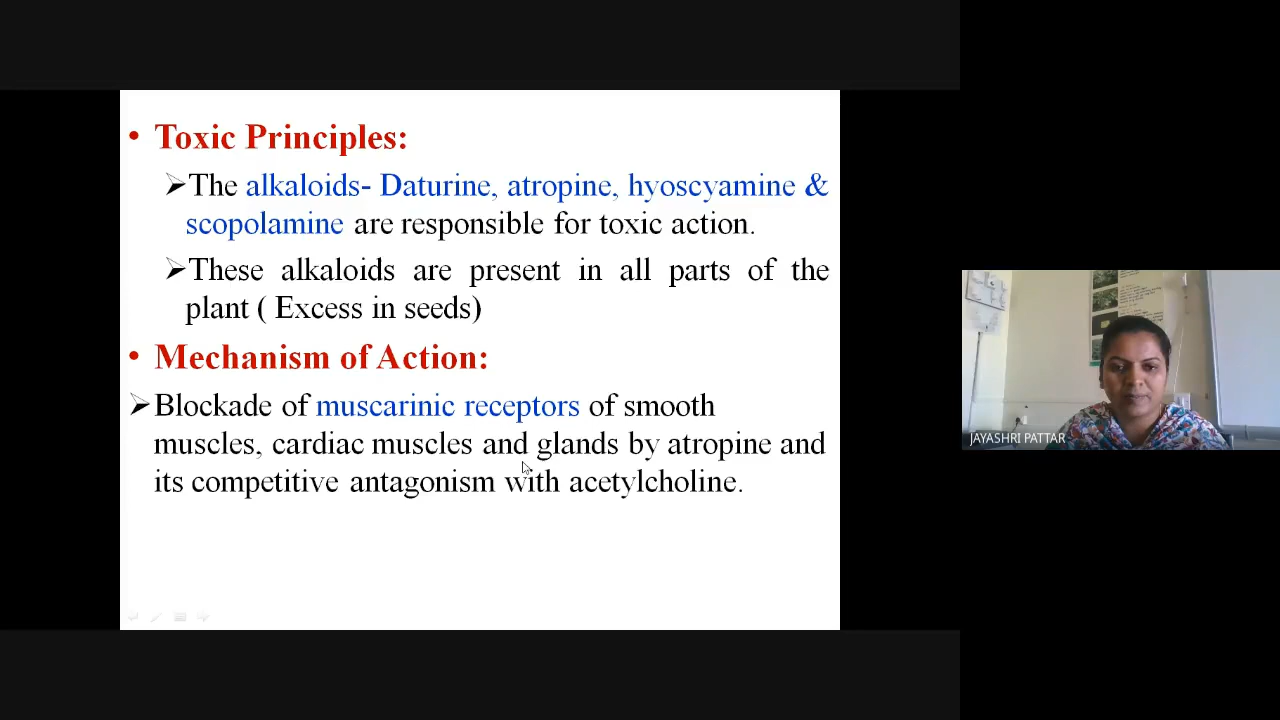 • Toxic Principles:
➢The alkaloids- Daturine, atropine, hyoscyamine &
scopolamine are responsible for toxic action.
➢These alkaloids are present in all parts of the
plant ( Excess in seeds)
• Mechanism of Action:
➢Blockade of muscarinic receptors of smooth
muscles, cardiac muscles and glands by atropine and
its competitive antagonism with acetylcholine.
JAYASHRI PATTAR